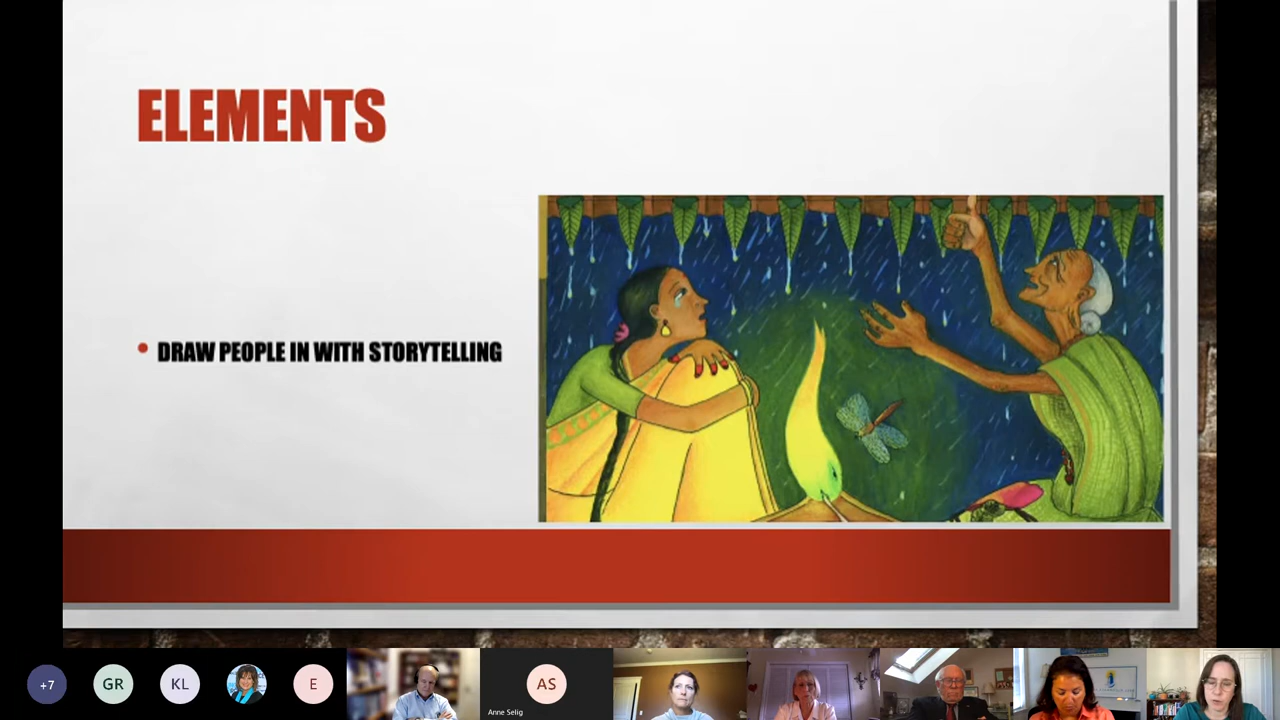 ELEMENTS
• DRAW PEOPLE IN WITH STORYTELLING
+7
GR
KL
E
AS
Anne Selig